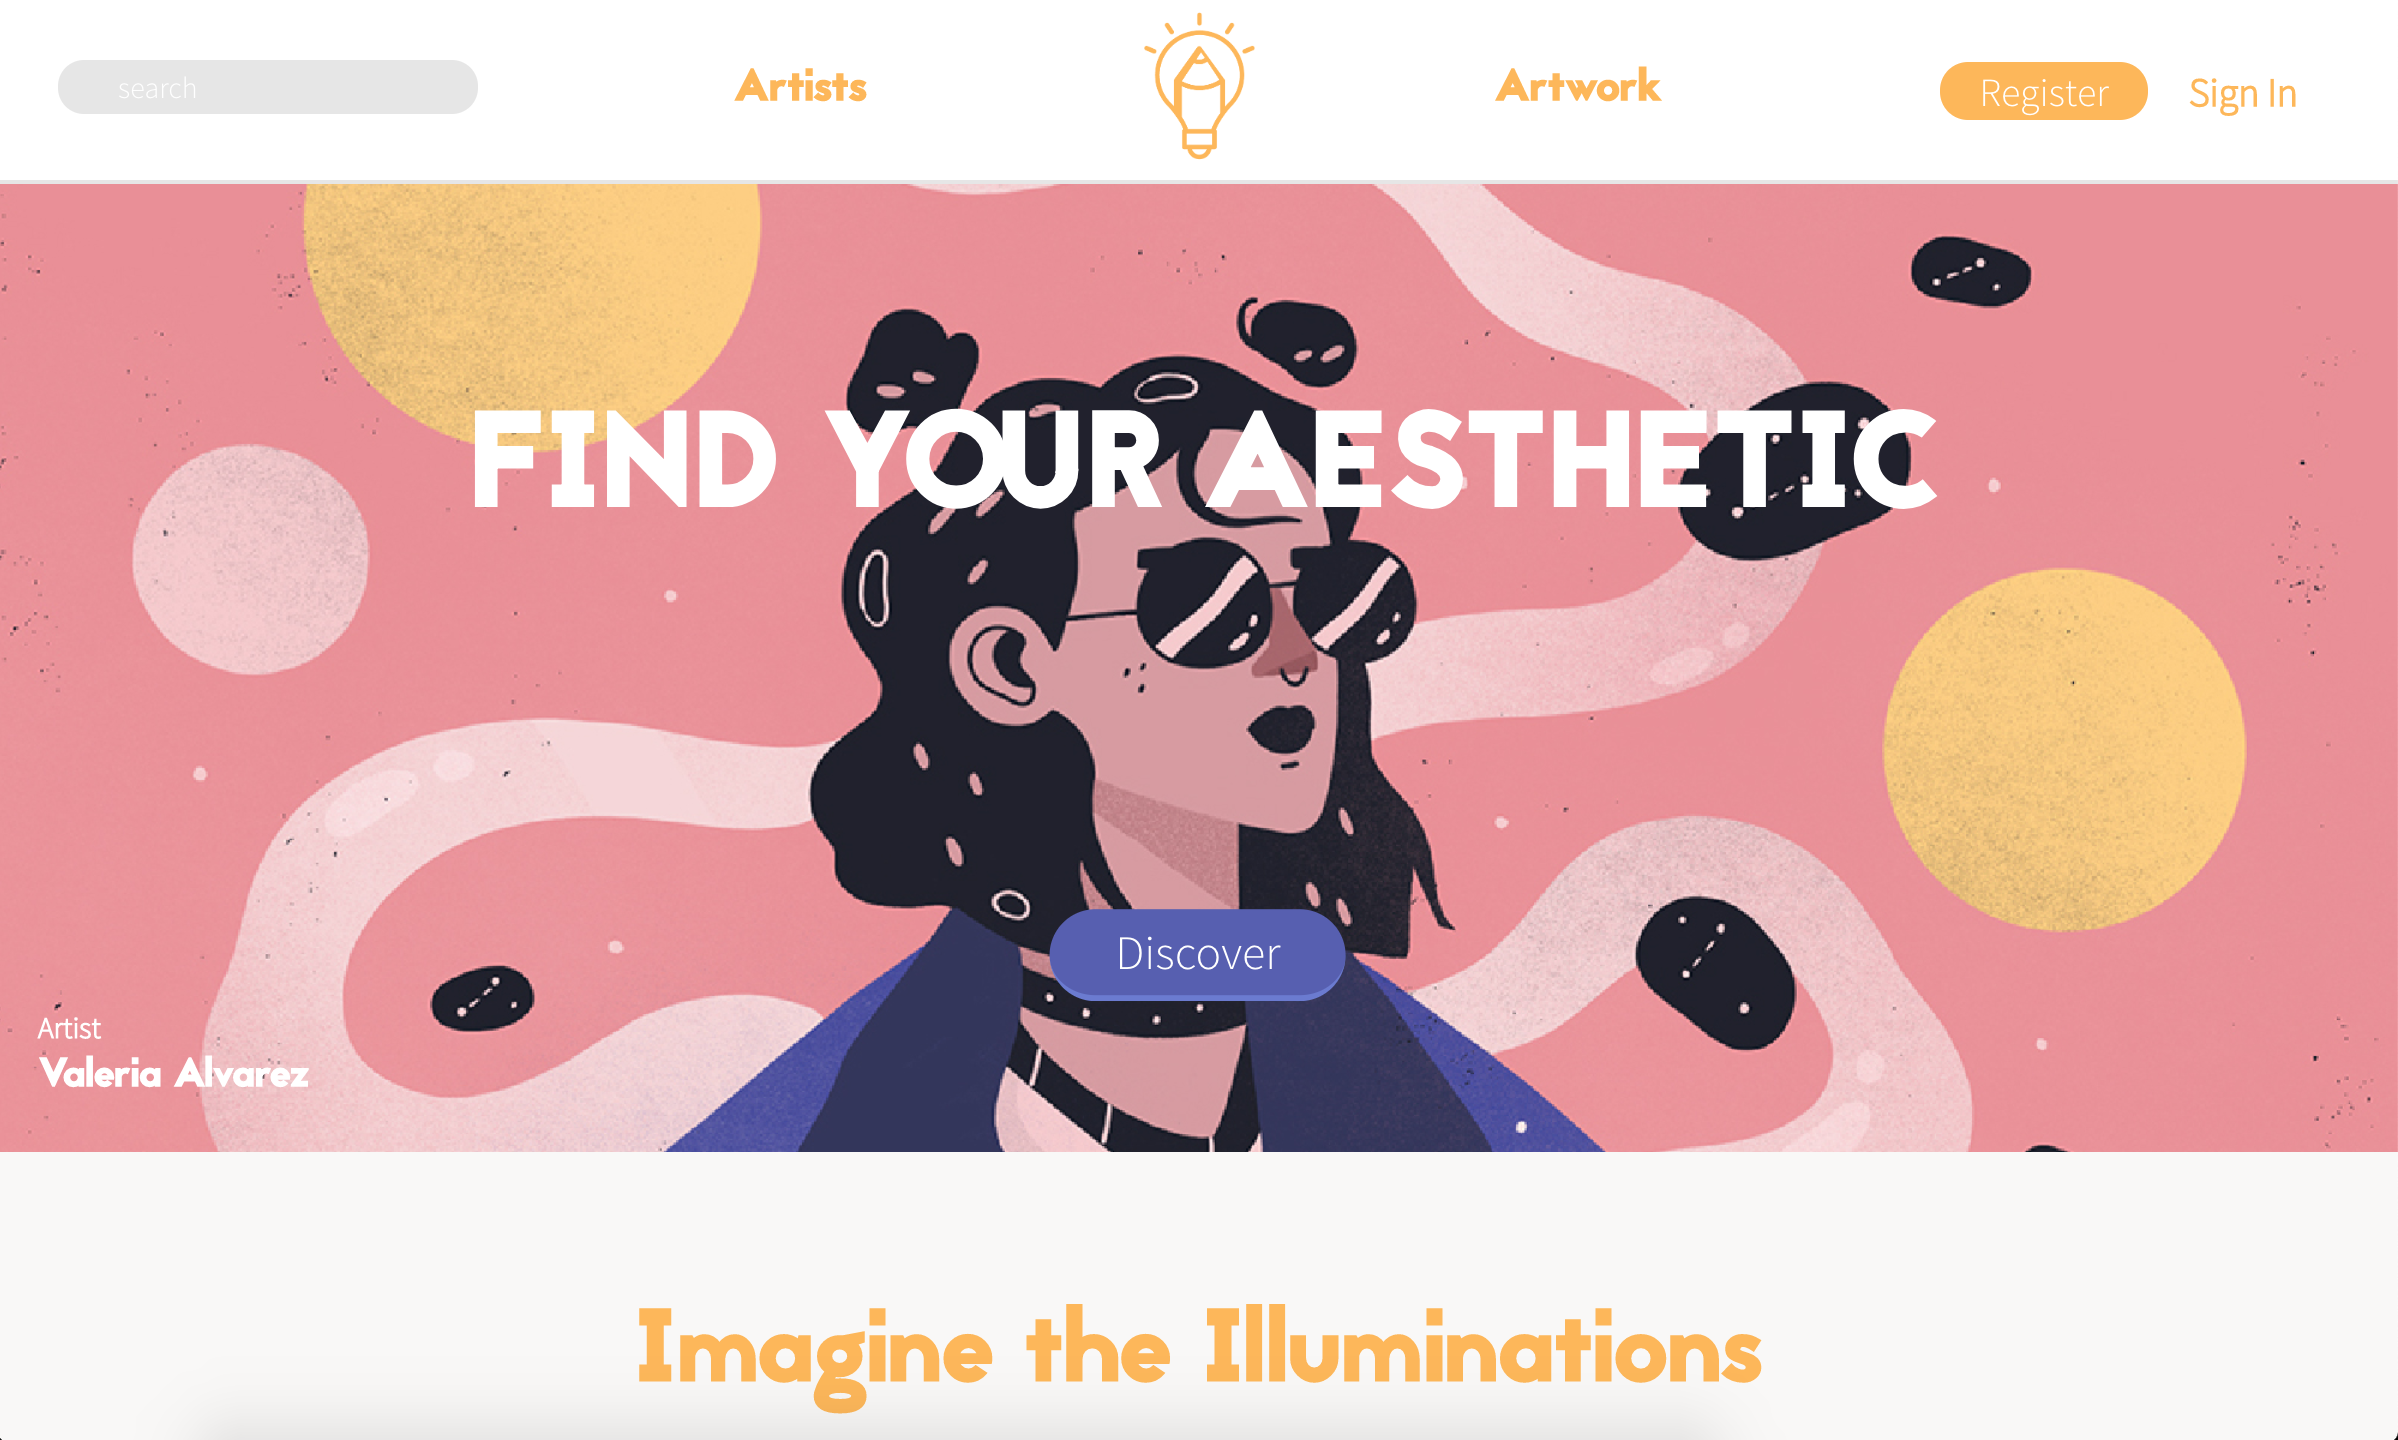 search
Artists
Artwork
Register
Sign In
FIND YOUR AESTHETIC
Discover
Artist
Valeria Alvarez
Imagine the Illuminations